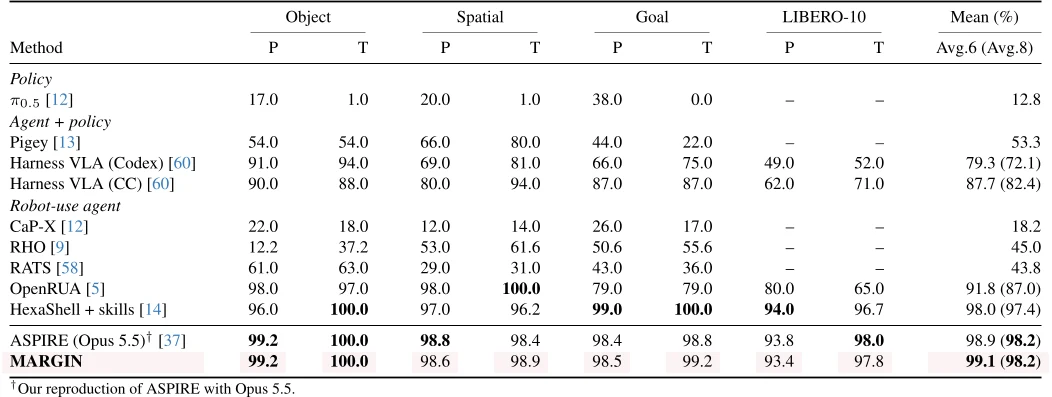 Object Spatial Goal LIBERO-10 Mean (%)
Method P T P T P T P T Avg.6 (Avg.8)
Policy
π0.5 [12] 17.0 1.0 20.0 1.0 38.0 0.0 – – 12.8
Agent + policy
Pigey [13] 54.0 54.0 66.0 80.0 44.0 22.0 – – 53.3
Harness VLA (Codex) [60] 91.0 94.0 69.0 81.0 66.0 75.0 49.0 52.0 79.3 (72.1)
Harness VLA (CC) [60] 90.0 88.0 80.0 94.0 87.0 87.0 62.0 71.0 87.7 (82.4)
Robot-use agent
CaP-X [12] 22.0 18.0 12.0 14.0 26.0 17.0 – – 18.2
RHO [9] 12.2 37.2 53.0 61.6 50.6 55.6 – – 45.0
RATS [58] 61.0 63.0 29.0 31.0 43.0 36.0 – – 43.8
OpenRUA [5] 98.0 97.0 98.0 100.0 79.0 79.0 80.0 65.0 91.8 (87.0)
HexaShell + skills [14] 96.0 100.0 97.0 96.2 99.0 100.0 94.0 96.7 98.0 (97.4)
ASPIRE (Opus 5.5)† [37] 99.2 100.0 98.8 98.4 98.4 98.8 93.8 98.0 98.9 (98.2)
MARGIN 99.2 100.0 98.6 98.9 98.5 99.2 93.4 97.8 99.1 (98.2)
†Our reproduction of ASPIRE with Opus 5.5.